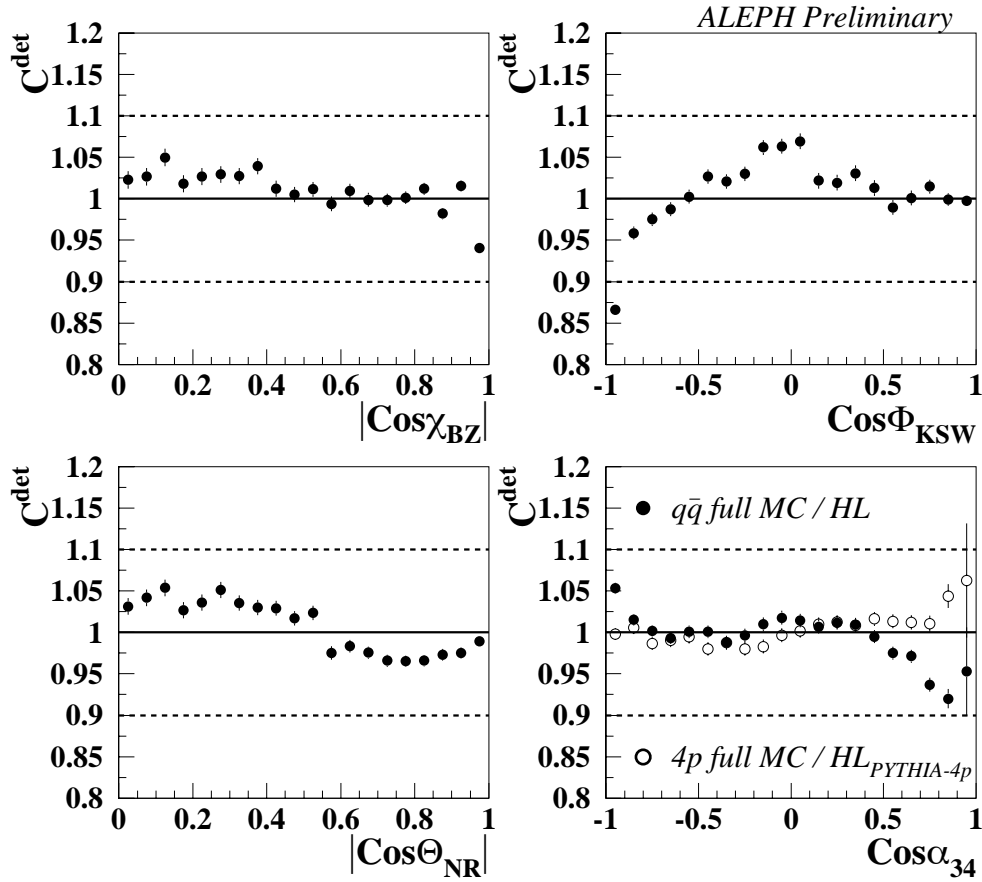 ALEPH Preliminary
C^det
1.2
1.15
1.1
1.05
1
0.95
0.9
0.85
0.8
0 0.2 0.4 0.6 0.8 1
|Cosχ_BZ|
C^det
1.2
1.15
1.1
1.05
1
0.95
0.9
0.85
0.8
-1 -0.5 0 0.5 1
CosΦ_KSW
C^det
1.2
1.15
1.1
1.05
1
0.95
0.9
0.85
0.8
0 0.2 0.4 0.6 0.8 1
|CosΘ_NR|
C^det
1.2
1.15
1.1
1.05
1
0.95
0.9
0.85
0.8
qq̄ full MC / HL
4p full MC / HL_PYTHIA-4p
-1 -0.5 0 0.5 1
Cosα_34